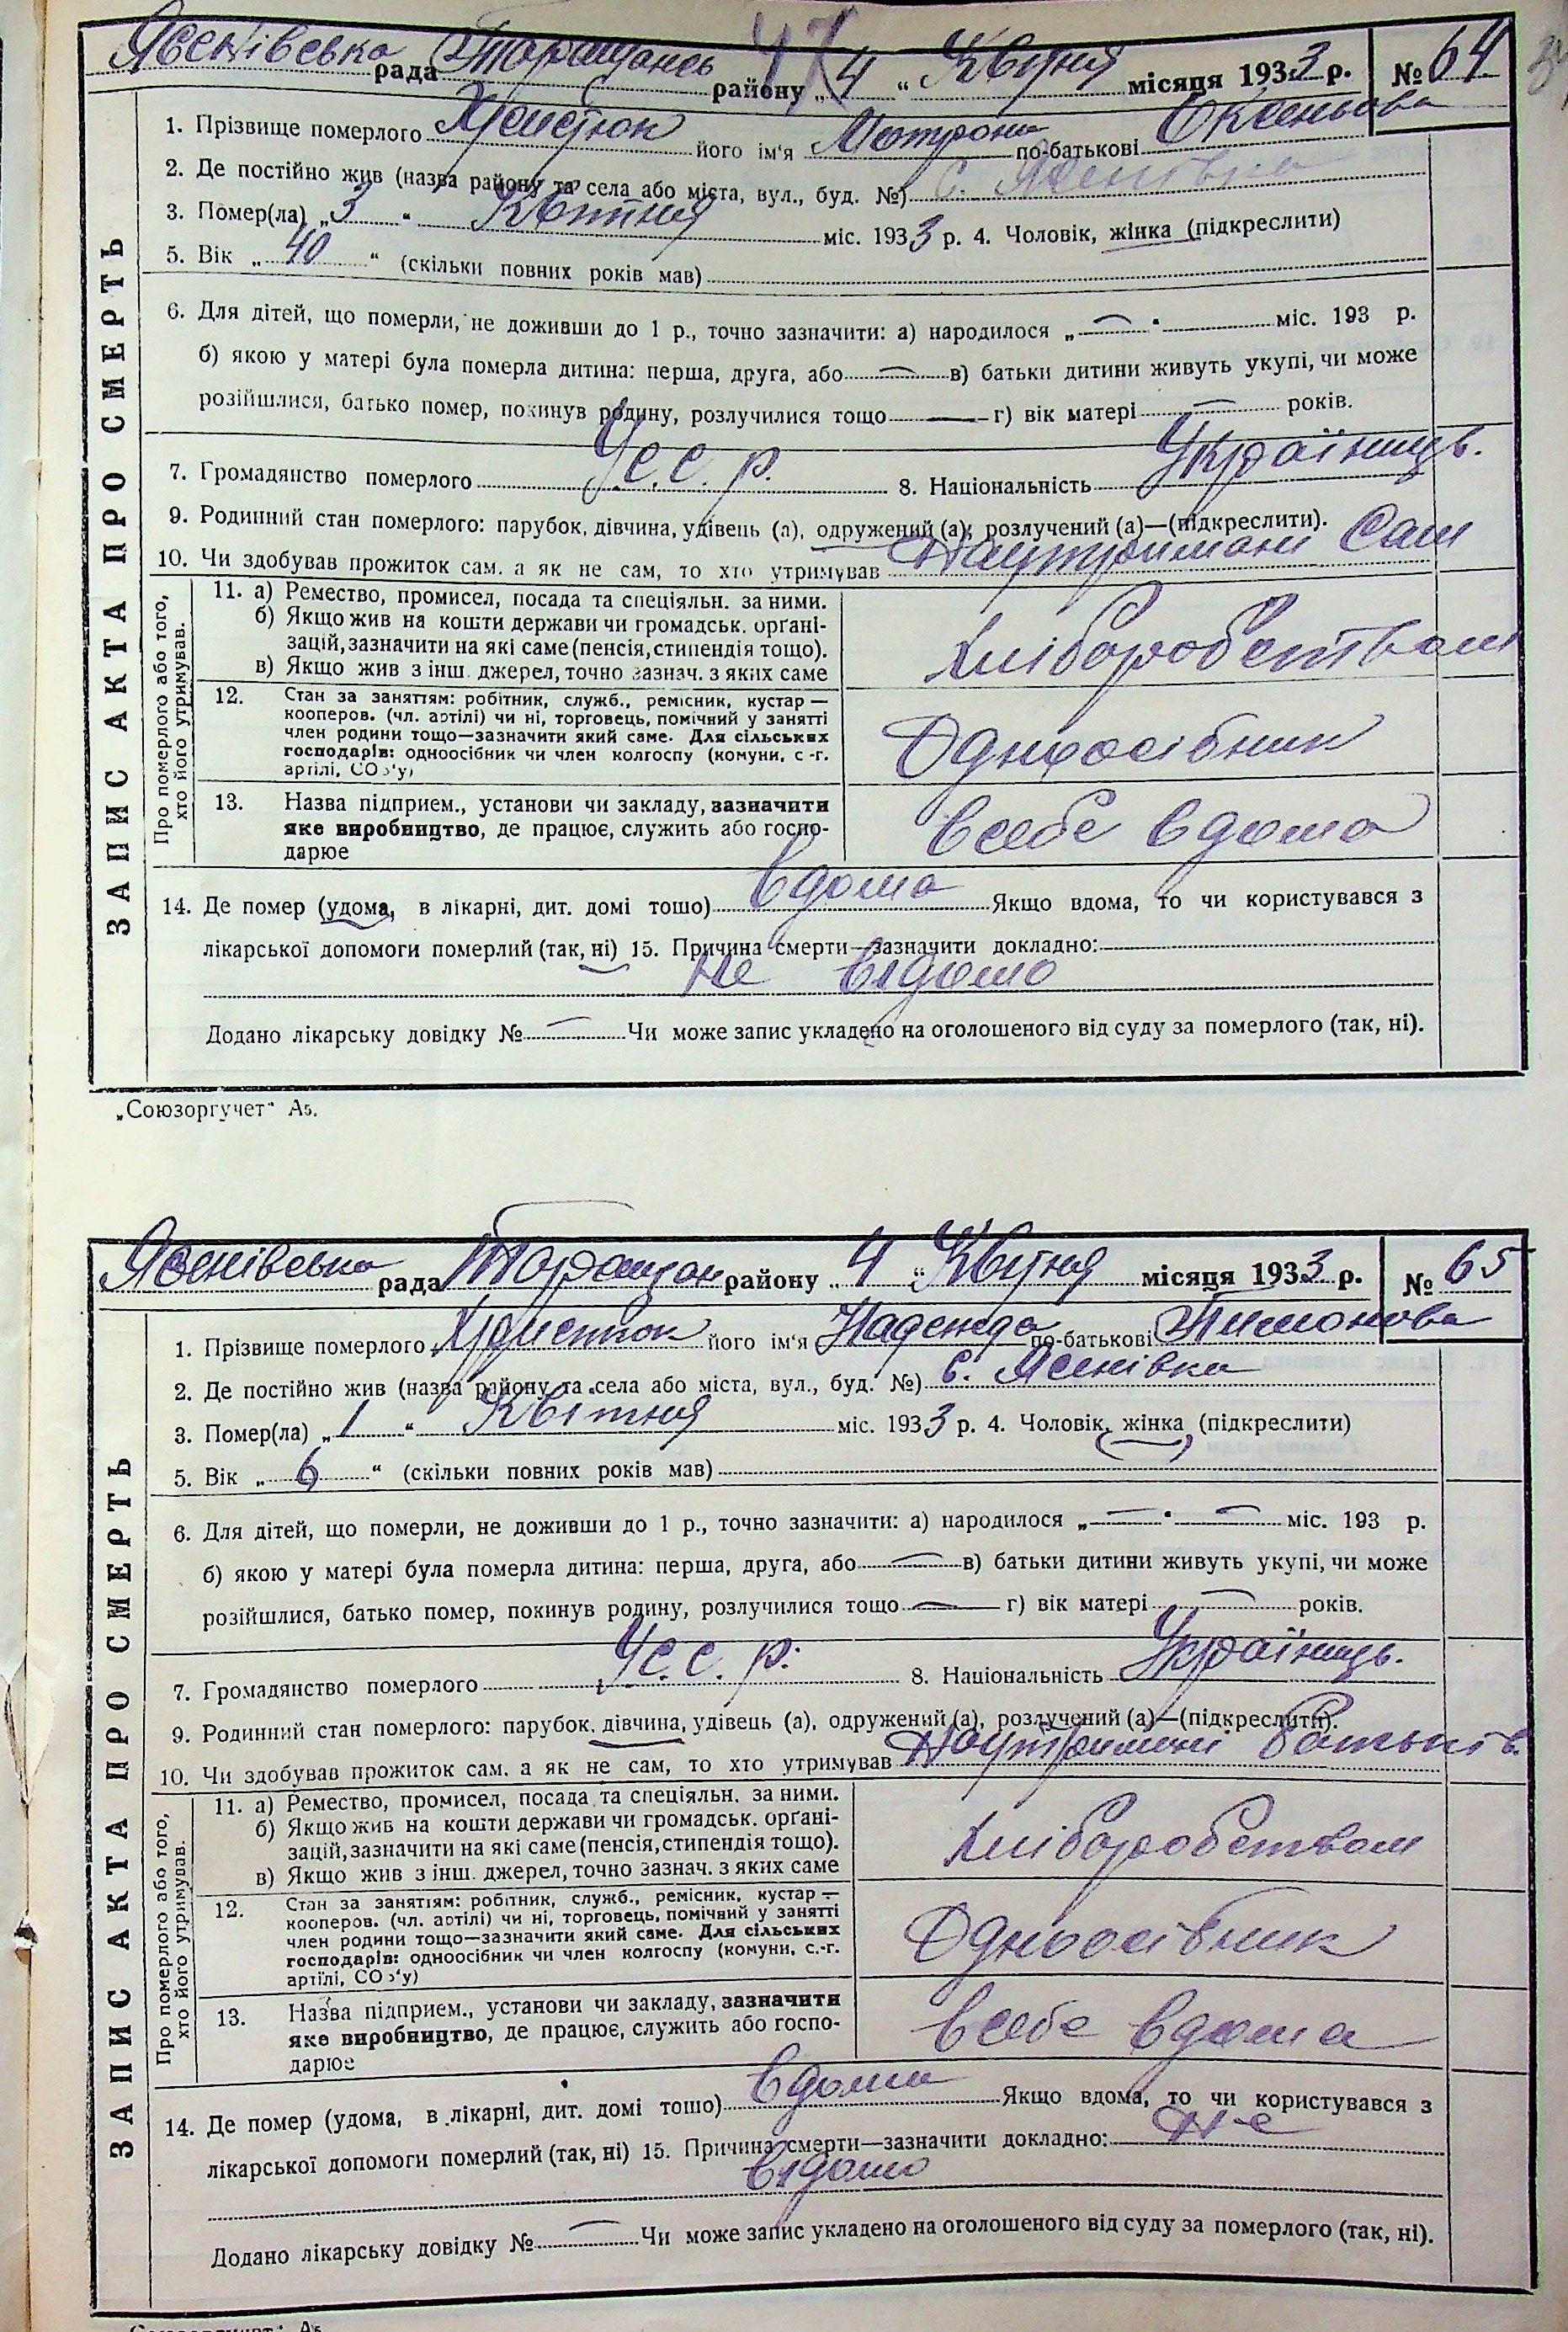 Ясенівська рада Таращансь району „4“ Квітня місяця 1933 р. № 64
47
ЗАПИС АКТА ПРО СМЕРТЬ
1. Прізвище померлого Христюк його ім'я Мотрона по-батькові Оксеньова
2. Де постійно жив (назва району та села або міста, вул., буд. №) с. Ясенівка
3. Помер(ла) „3“ Квітня міс. 1933 р. 4. Чоловік, жінка (підкреслити)
5. Вік „40“ (скільки повних років мав)
6. Для дітей, що померли, не доживши до 1 р., точно зазначити: а) народилося „—“ міс. 193 р.
б) якою у матері була померла дитина: перша, друга, або — в) батьки дитини живуть укупі, чи може
розійшлися, батько помер, покинув родину, розлучилися тощо — г) вік матері — років.
7. Громадянство померлого У.С.С.р. 8. Національність Українець.
9. Родинний стан померлого: парубок, дівчина, удівець (а), одружений (а), розлучений (а)—(підкреслити).
10. Чи здобував прожиток сам, а як не сам, то хто утримував Наутримані Сам
Про померлого або того, хто його утримував.
11. а) Ремество, промисел, посада та спеціяльн. за ними.
б) Якщо жив на кошти держави чи громадськ. орґані-
зацій, зазначити на які саме (пенсія, стипендія тощо).
в) Якщо жив з інш. джерел, точно зазнач. з яких саме
Хліборобством
12. Стан за заняттям: робітник, служб., ремісник, кустар —
кооперов. (чл. артілі) чи ні, торговець, помічний у занятті
член родини тощо—зазначити який саме. Для сільських
господарів: одноосібник чи член колгоспу (комуни, с.-г.
артілі, СОЗ'у)
Одноосібник
13. Назва підприєм., установи чи закладу, зазначити
яке виробництво, де працює, служить або госпо-
дарює
всебе вдома
14. Де помер (удома, в лікарні, дит. домі тощо) вдома Якщо вдома, то чи користувався з
лікарської допомоги померлий (так, ні) 15. Причина смерти—зазначити докладно:
не відомо
Додано лікарську довідку № — Чи може запис укладено на оголошеного від суду за померлого (так, ні).
„Союзоргучет“ А5.
Ясенівська рада Таращан району „4“ Квітня місяця 1933 р. № 65
ЗАПИС АКТА ПРО СМЕРТЬ
1. Прізвище померлого Христюк його ім'я Надежда по-батькові Тимонова
2. Де постійно жив (назва району та села або міста, вул., буд. №) с. Ясенівка
3. Помер(ла) „1“ Квітня міс. 1933 р. 4. Чоловік, жінка (підкреслити)
5. Вік „6“ (скільки повних років мав)
6. Для дітей, що померли, не доживши до 1 р., точно зазначити: а) народилося „—“ — міс. 193 р.
б) якою у матері була померла дитина: перша, друга, або — в) батьки дитини живуть укупі, чи може
розійшлися, батько помер, покинув родину, розлучилися тощо — г) вік матері — років.
7. Громадянство померлого У.С.С.р. 8. Національність Українець.
9. Родинний стан померлого: парубок, дівчина, удівець (а), одружений (а), розлучений (а)—(підкреслити).
10. Чи здобував прожиток сам, а як не сам, то хто утримував Наутримані батьків.
Про померлого або того, хто його утримував.
11. а) Ремество, промисел, посада та спеціяльн. за ними.
б) Якщо жив на кошти держави чи громадськ. орґані-
зацій, зазначити на які саме (пенсія, стипендія тощо).
в) Якщо жив з інш. джерел, точно зазнач. з яких саме
Хліборобством
12. Стан за заняттям: робітник, служб., ремісник, кустар —
кооперов. (чл. артілі) чи ні, торговець, помічний у занятті
член родини тощо—зазначити який саме. Для сільських
господарів: одноосібник чи член колгоспу (комуни, с.-г.
артілі, СОЗ'у)
Одноосібник
13. Назва підприєм., установи чи закладу, зазначити
яке виробництво, де працює, служить або госпо-
дарює
всебе вдома
14. Де помер (удома, в лікарні, дит. домі тощо) вдома Якщо вдома, то чи користувався з
лікарської допомоги померлий (так, ні) 15. Причина смерти—зазначити докладно: не
відомо
Додано лікарську довідку № — Чи може запис укладено на оголошеного від суду за померлого (так, ні).
„Союзоргучет“ А5.